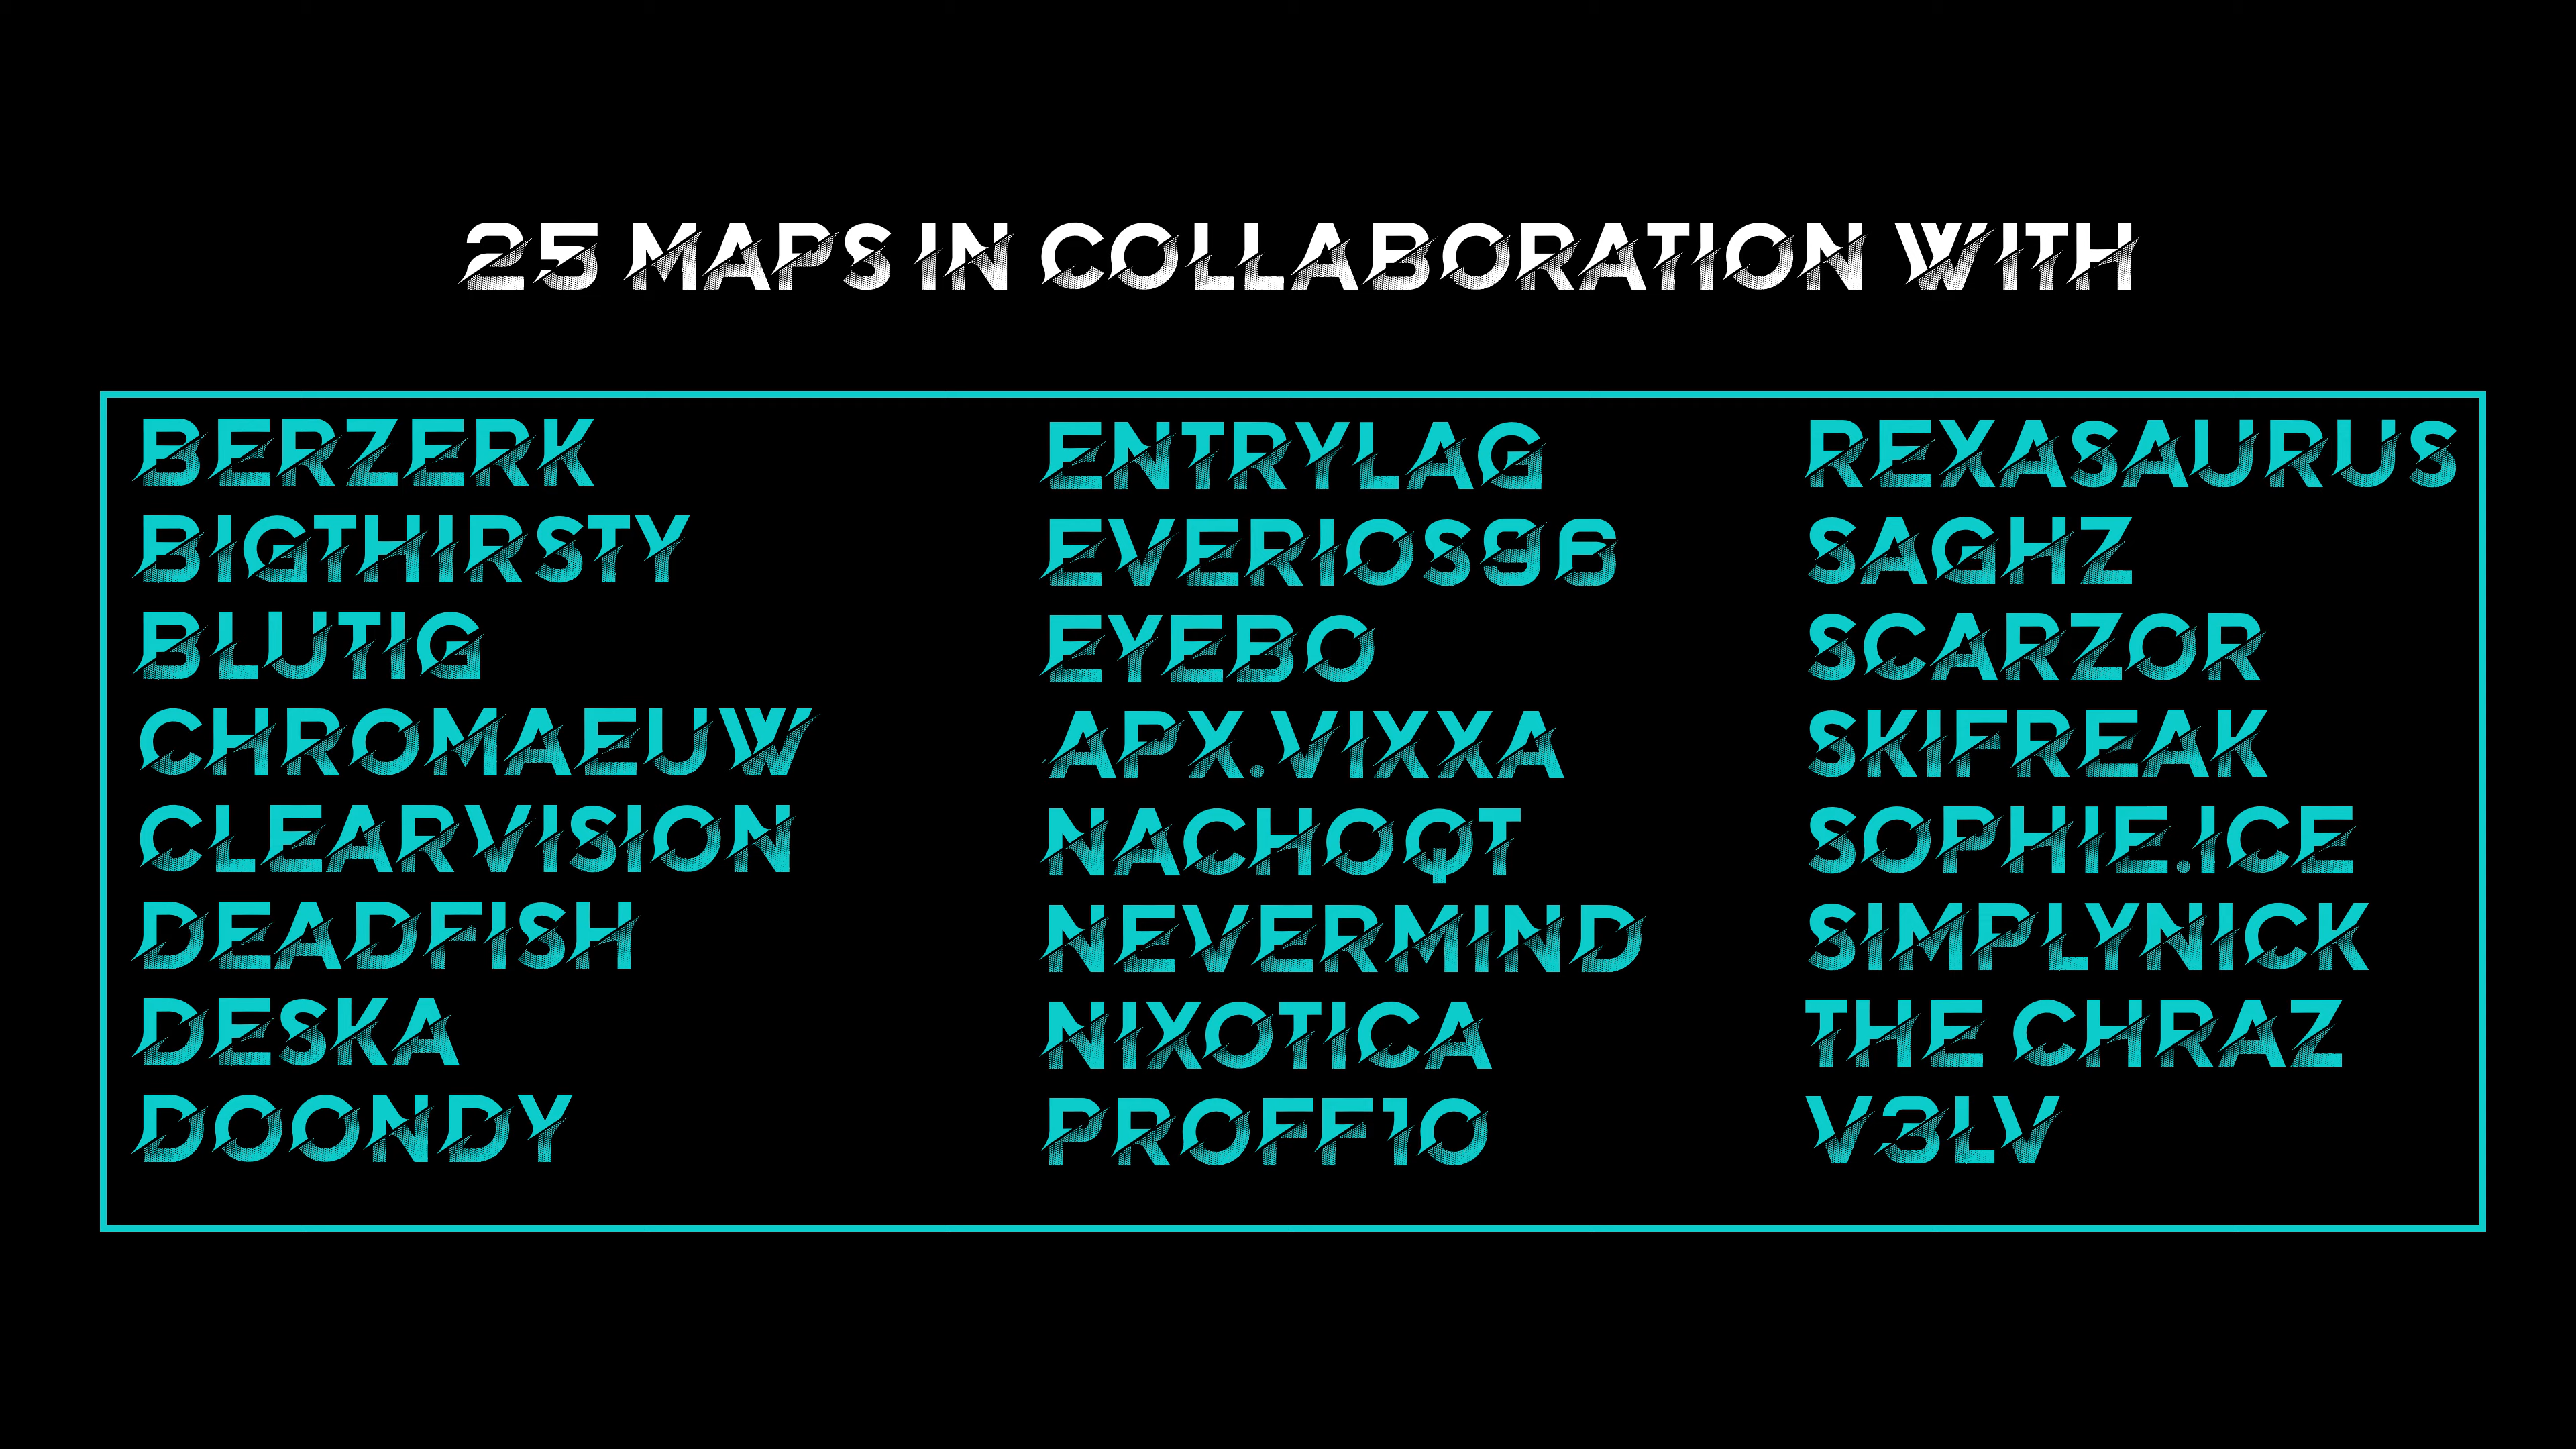 25 MAPS IN COLLABORATION WITH
BERZERK
BIGTHIRSTY
BLUTIG
CHROMAEUW
CLEARVISION
DEADFISH
DESKA
DOONDY
ENTRYLAG
EVERIOS96
EYEBO
APX.VIXXA
NACHOQT
NEVERMIND
NIXOTICA
PROFF10
REXASAURUS
SAGHZ
SCARZOR
SKIFREAK
SOPHIE.ICE
SIMPLYNICK
THE CHRAZ
V3LV